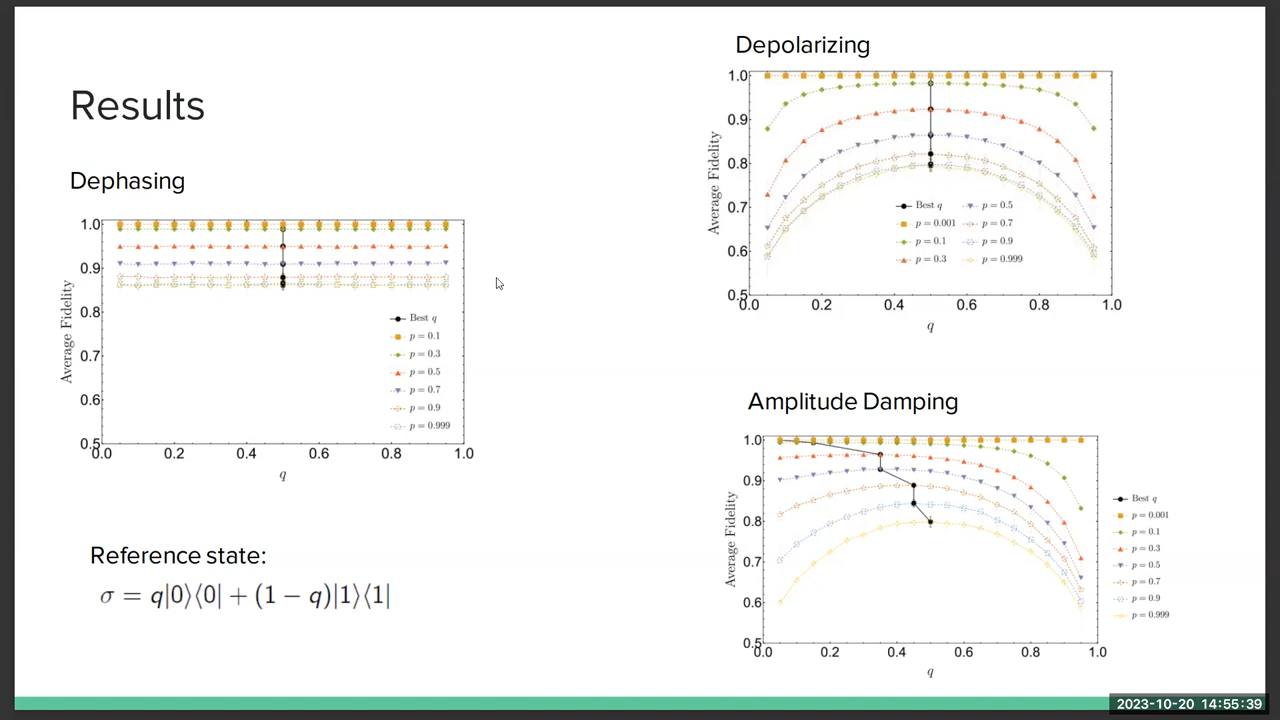 Results
Dephasing
Average Fidelity
1.0
0.9
0.8
0.7
0.6
0.5
0.0
0.2
0.4
0.6
0.8
1.0
q
Best q
p = 0.1
p = 0.3
p = 0.5
p = 0.7
p = 0.9
p = 0.999
Reference state:
σ = q|0⟩⟨0| + (1 − q)|1⟩⟨1|
Depolarizing
Average Fidelity
1.0
0.9
0.8
0.7
0.6
0.5
0.0
0.2
0.4
0.6
0.8
1.0
q
Best q
p = 0.001
p = 0.1
p = 0.3
p = 0.5
p = 0.7
p = 0.9
p = 0.999
Amplitude Damping
Average Fidelity
1.0
0.9
0.8
0.7
0.6
0.5
0.0
0.2
0.4
0.6
0.8
1.0
q
Best q
p = 0.001
p = 0.1
p = 0.3
p = 0.5
p = 0.7
p = 0.9
p = 0.999
2023-10-20 14:55:39